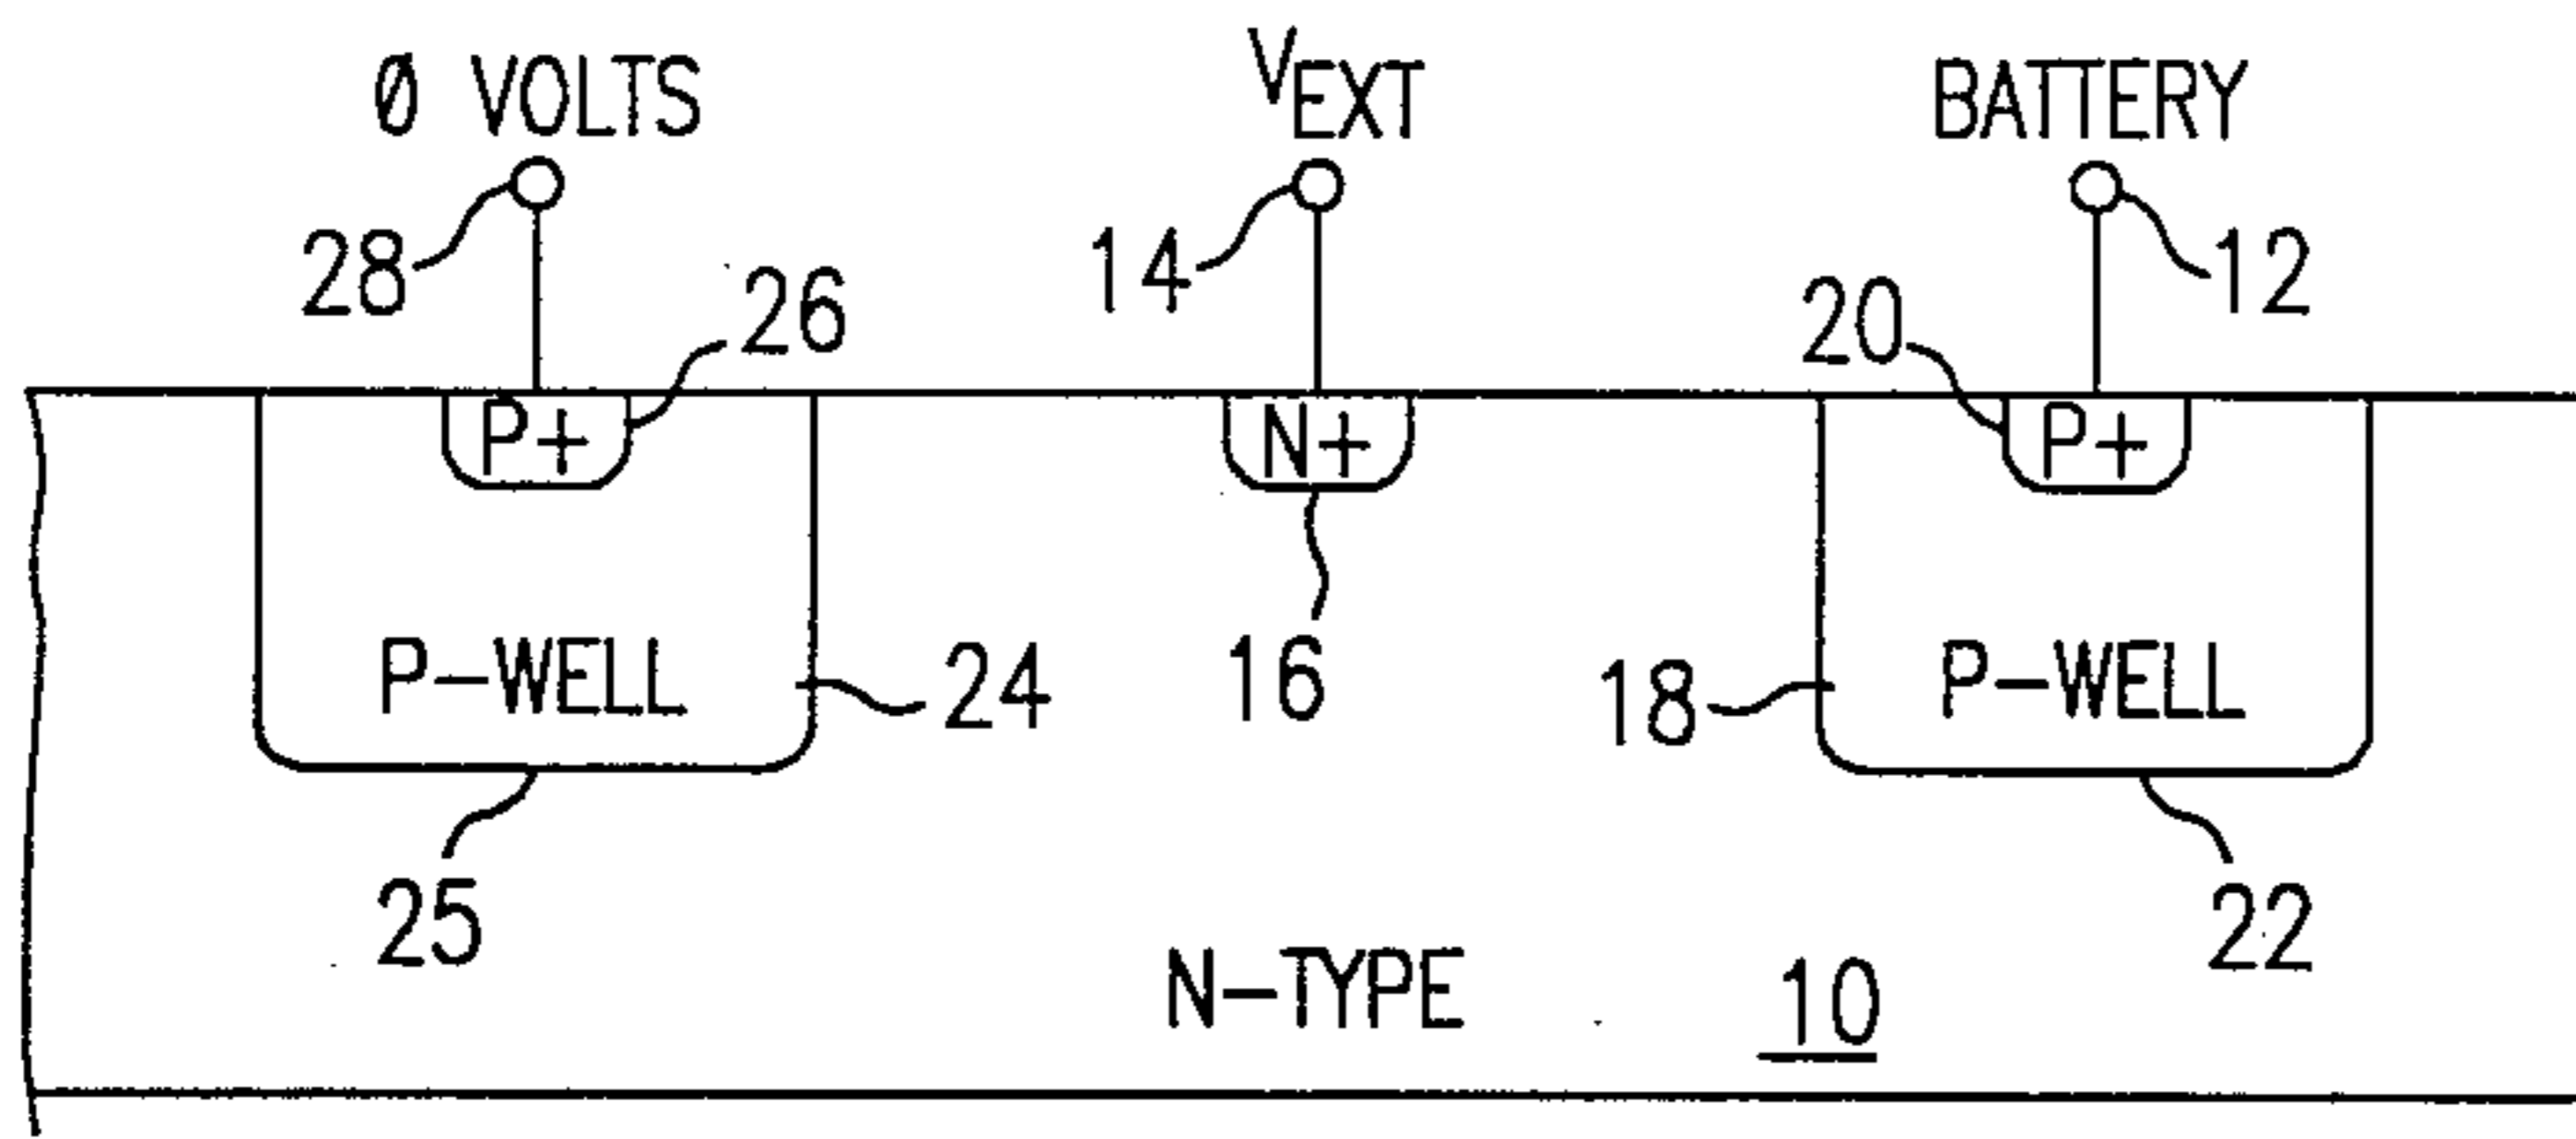 Ø VOLTS
VEXT
BATTERY
28
26
14
20
12
P+
N+
P+
P-WELL
24
16
18
P-WELL
25
22
N-TYPE
10